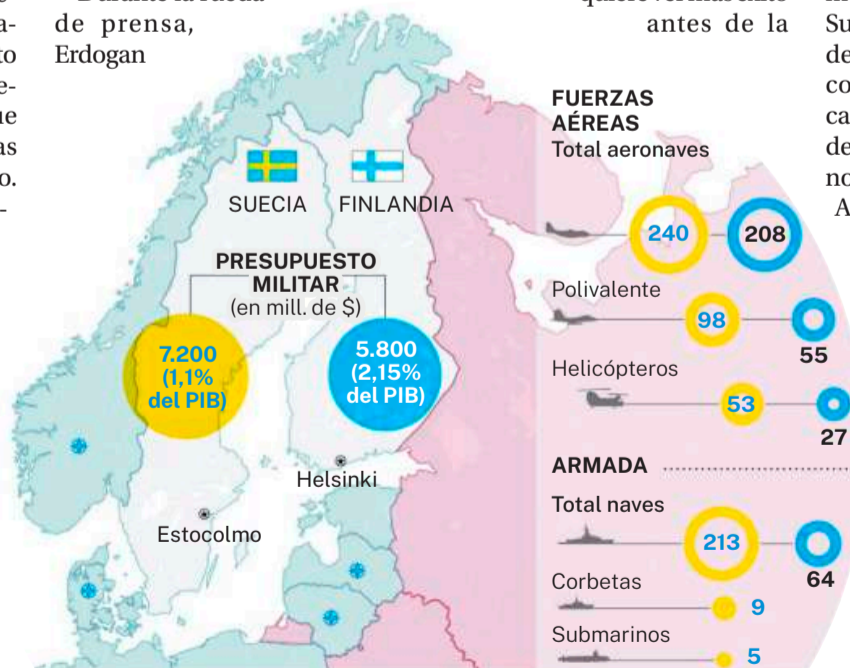 de prensa,
Erdogan
antes de la
SUECIA
FINLANDIA
PRESUPUESTO
MILITAR
(en mill. de $)
7.200
(1,1%
del PIB)
5.800
(2,15%
del PIB)
Helsinki
Estocolmo
FUERZAS
AÉREAS
Total aeronaves
240
208
Polivalente
98
55
Helicópteros
53
27
ARMADA
Total naves
213
64
Corbetas
9
Submarinos
5